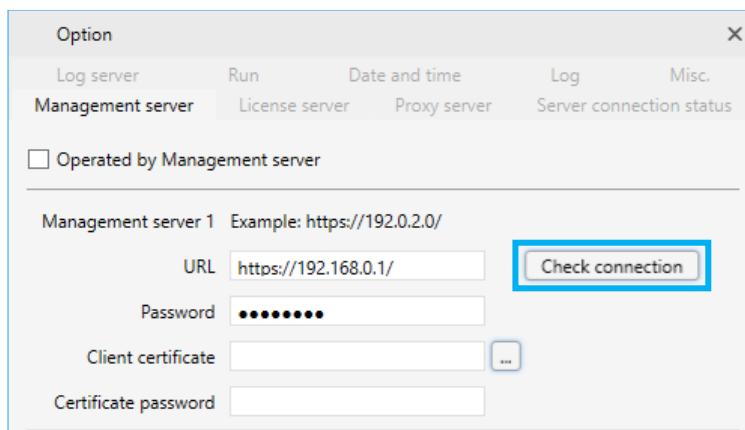 Option
Log server Run Date and time Log Misc.
Management server License server Proxy server Server connection status
Operated by Management server
Management server 1 Example: https://192.0.2.0/
URL https://192.168.0.1/ Check connection
Password ●●●●●●●●
Client certificate ...
Certificate password